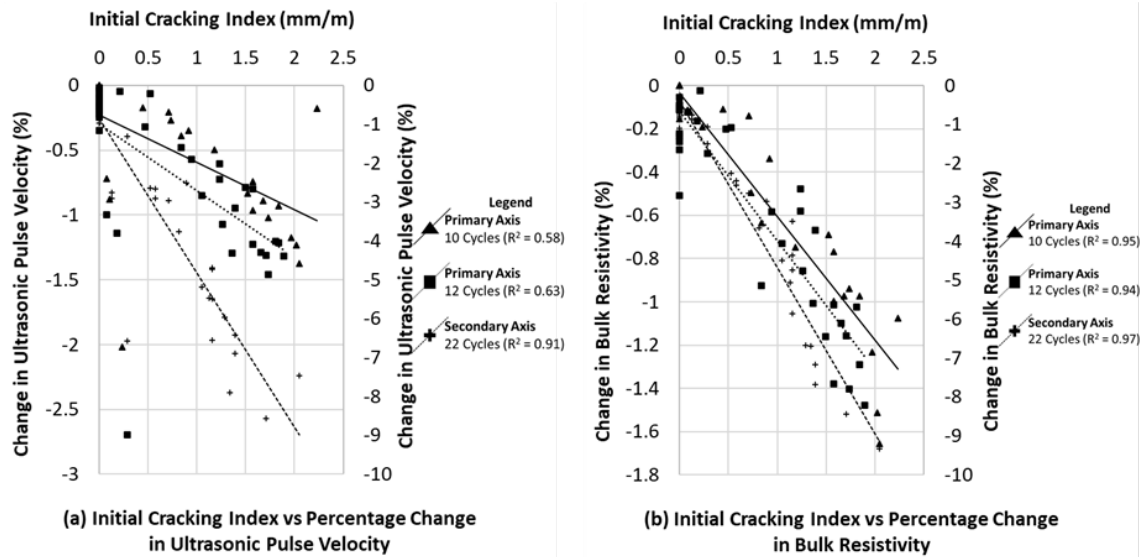 Initial Cracking Index (mm/m)
0 0.5 1 1.5 2 2.5
Change in Ultrasonic Pulse Velocity (%)
0
-0.5
-1
-1.5
-2
-2.5
-3
0
-1
-2
-3
-4
-5
-6
-7
-8
-9
-10
Change in Ultrasonic Pulse Velocity (%)
Legend
Primary Axis
10 Cycles (R² = 0.58)
Primary Axis
12 Cycles (R² = 0.63)
Secondary Axis
22 Cycles (R² = 0.91)
(a) Initial Cracking Index vs Percentage Change
in Ultrasonic Pulse Velocity
Initial Cracking Index (mm/m)
0 0.5 1 1.5 2 2.5
Change in Bulk Resistivity (%)
0
-0.2
-0.4
-0.6
-0.8
-1
-1.2
-1.4
-1.6
-1.8
0
-1
-2
-3
-4
-5
-6
-7
-8
-9
-10
Change in Bulk Resistivity (%)
Legend
Primary Axis
10 Cycles (R² = 0.95)
Primary Axis
12 Cycles (R² = 0.94)
Secondary Axis
22 Cycles (R² = 0.97)
(b) Initial Cracking Index vs Percentage Change
in Bulk Resistivity